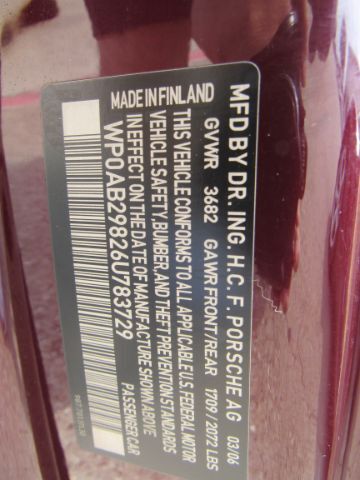 MFD BY DR. ING. H.C. F. PORSCHE AG 03/06
GVWR 3682 GAWR FRONT/REAR 1709/2072 LBS
THIS VEHICLE CONFORMS TO ALL APPLICABLE U.S. FEDERAL MOTOR
VEHICLE SAFETY, BUMPER, AND THEFT PREVENTION STANDARDS
IN EFFECT ON THE DATE OF MANUFACTURE SHOWN ABOVE
MADE IN FINLAND
WP0AB29826U783729
PASSENGER CAR